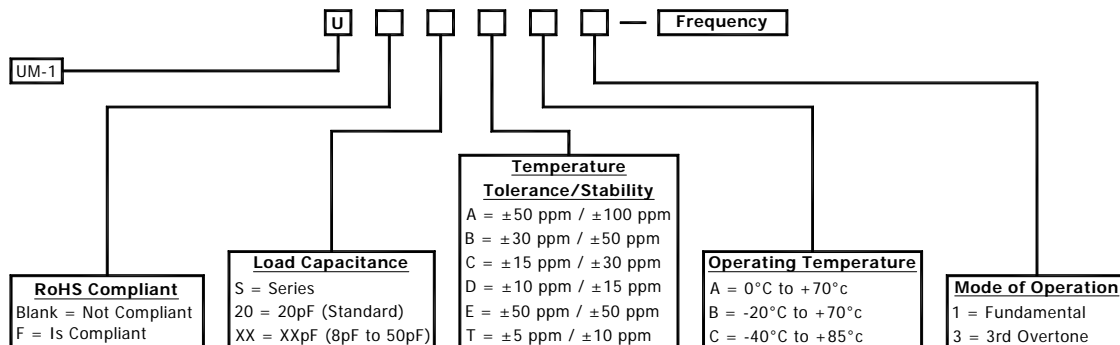 U — Frequency
UM-1
Temperature
Tolerance/Stability
A = ±50 ppm / ±100 ppm
B = ±30 ppm / ±50 ppm
C = ±15 ppm / ±30 ppm
D = ±10 ppm / ±15 ppm
E = ±50 ppm / ±50 ppm
T = ±5 ppm / ±10 ppm
RoHS Compliant
Blank = Not Compliant
F = Is Compliant
Load Capacitance
S = Series
20 = 20pF (Standard)
XX = XXpF (8pF to 50pF)
Operating Temperature
A = 0°C to +70°c
B = -20°C to +70°c
C = -40°C to +85°c
Mode of Operation
1 = Fundamental
3 = 3rd Overtone